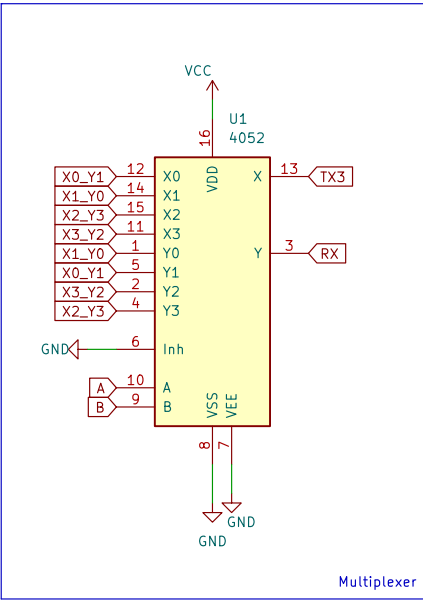 VCC
U1
4052
16
VDD
X0_Y1 12 X0 X 13 TX3
X1_Y0 14 X1
X2_Y3 15 X2
X3_Y2 11 X3
X1_Y0 1 Y0 Y 3 RX
X0_Y1 5 Y1
X3_Y2 2 Y2
X2_Y3 4 Y3
GND 6 Inh
A 10 A
B 9 B
VSS VEE
8 7
GND
GND
Multiplexer